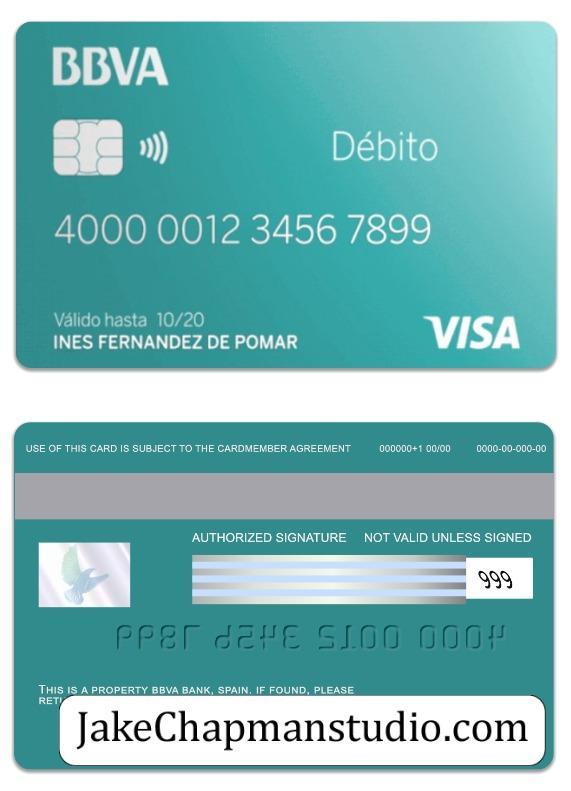 BBVA
Débito
4000 0012 3456 7899
Válido hasta 10/20
INES FERNANDEZ DE POMAR
VISA
USE OF THIS CARD IS SUBJECT TO THE CARDMEMBER AGREEMENT 000000+1 00/00 0000-00-000-00
AUTHORIZED SIGNATURE NOT VALID UNLESS SIGNED
999
4000 0012 3456 7899
THIS IS A PROPERTY BBVA BANK, SPAIN. IF FOUND, PLEASE
JakeChapmanstudio.com